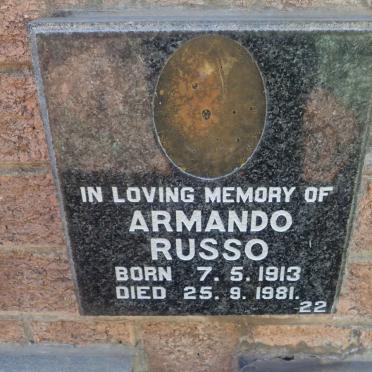 IN LOVING MEMORY OF
ARMANDO
RUSSO
BORN 7. 5. 1913
DIED 25. 9. 1981.
22